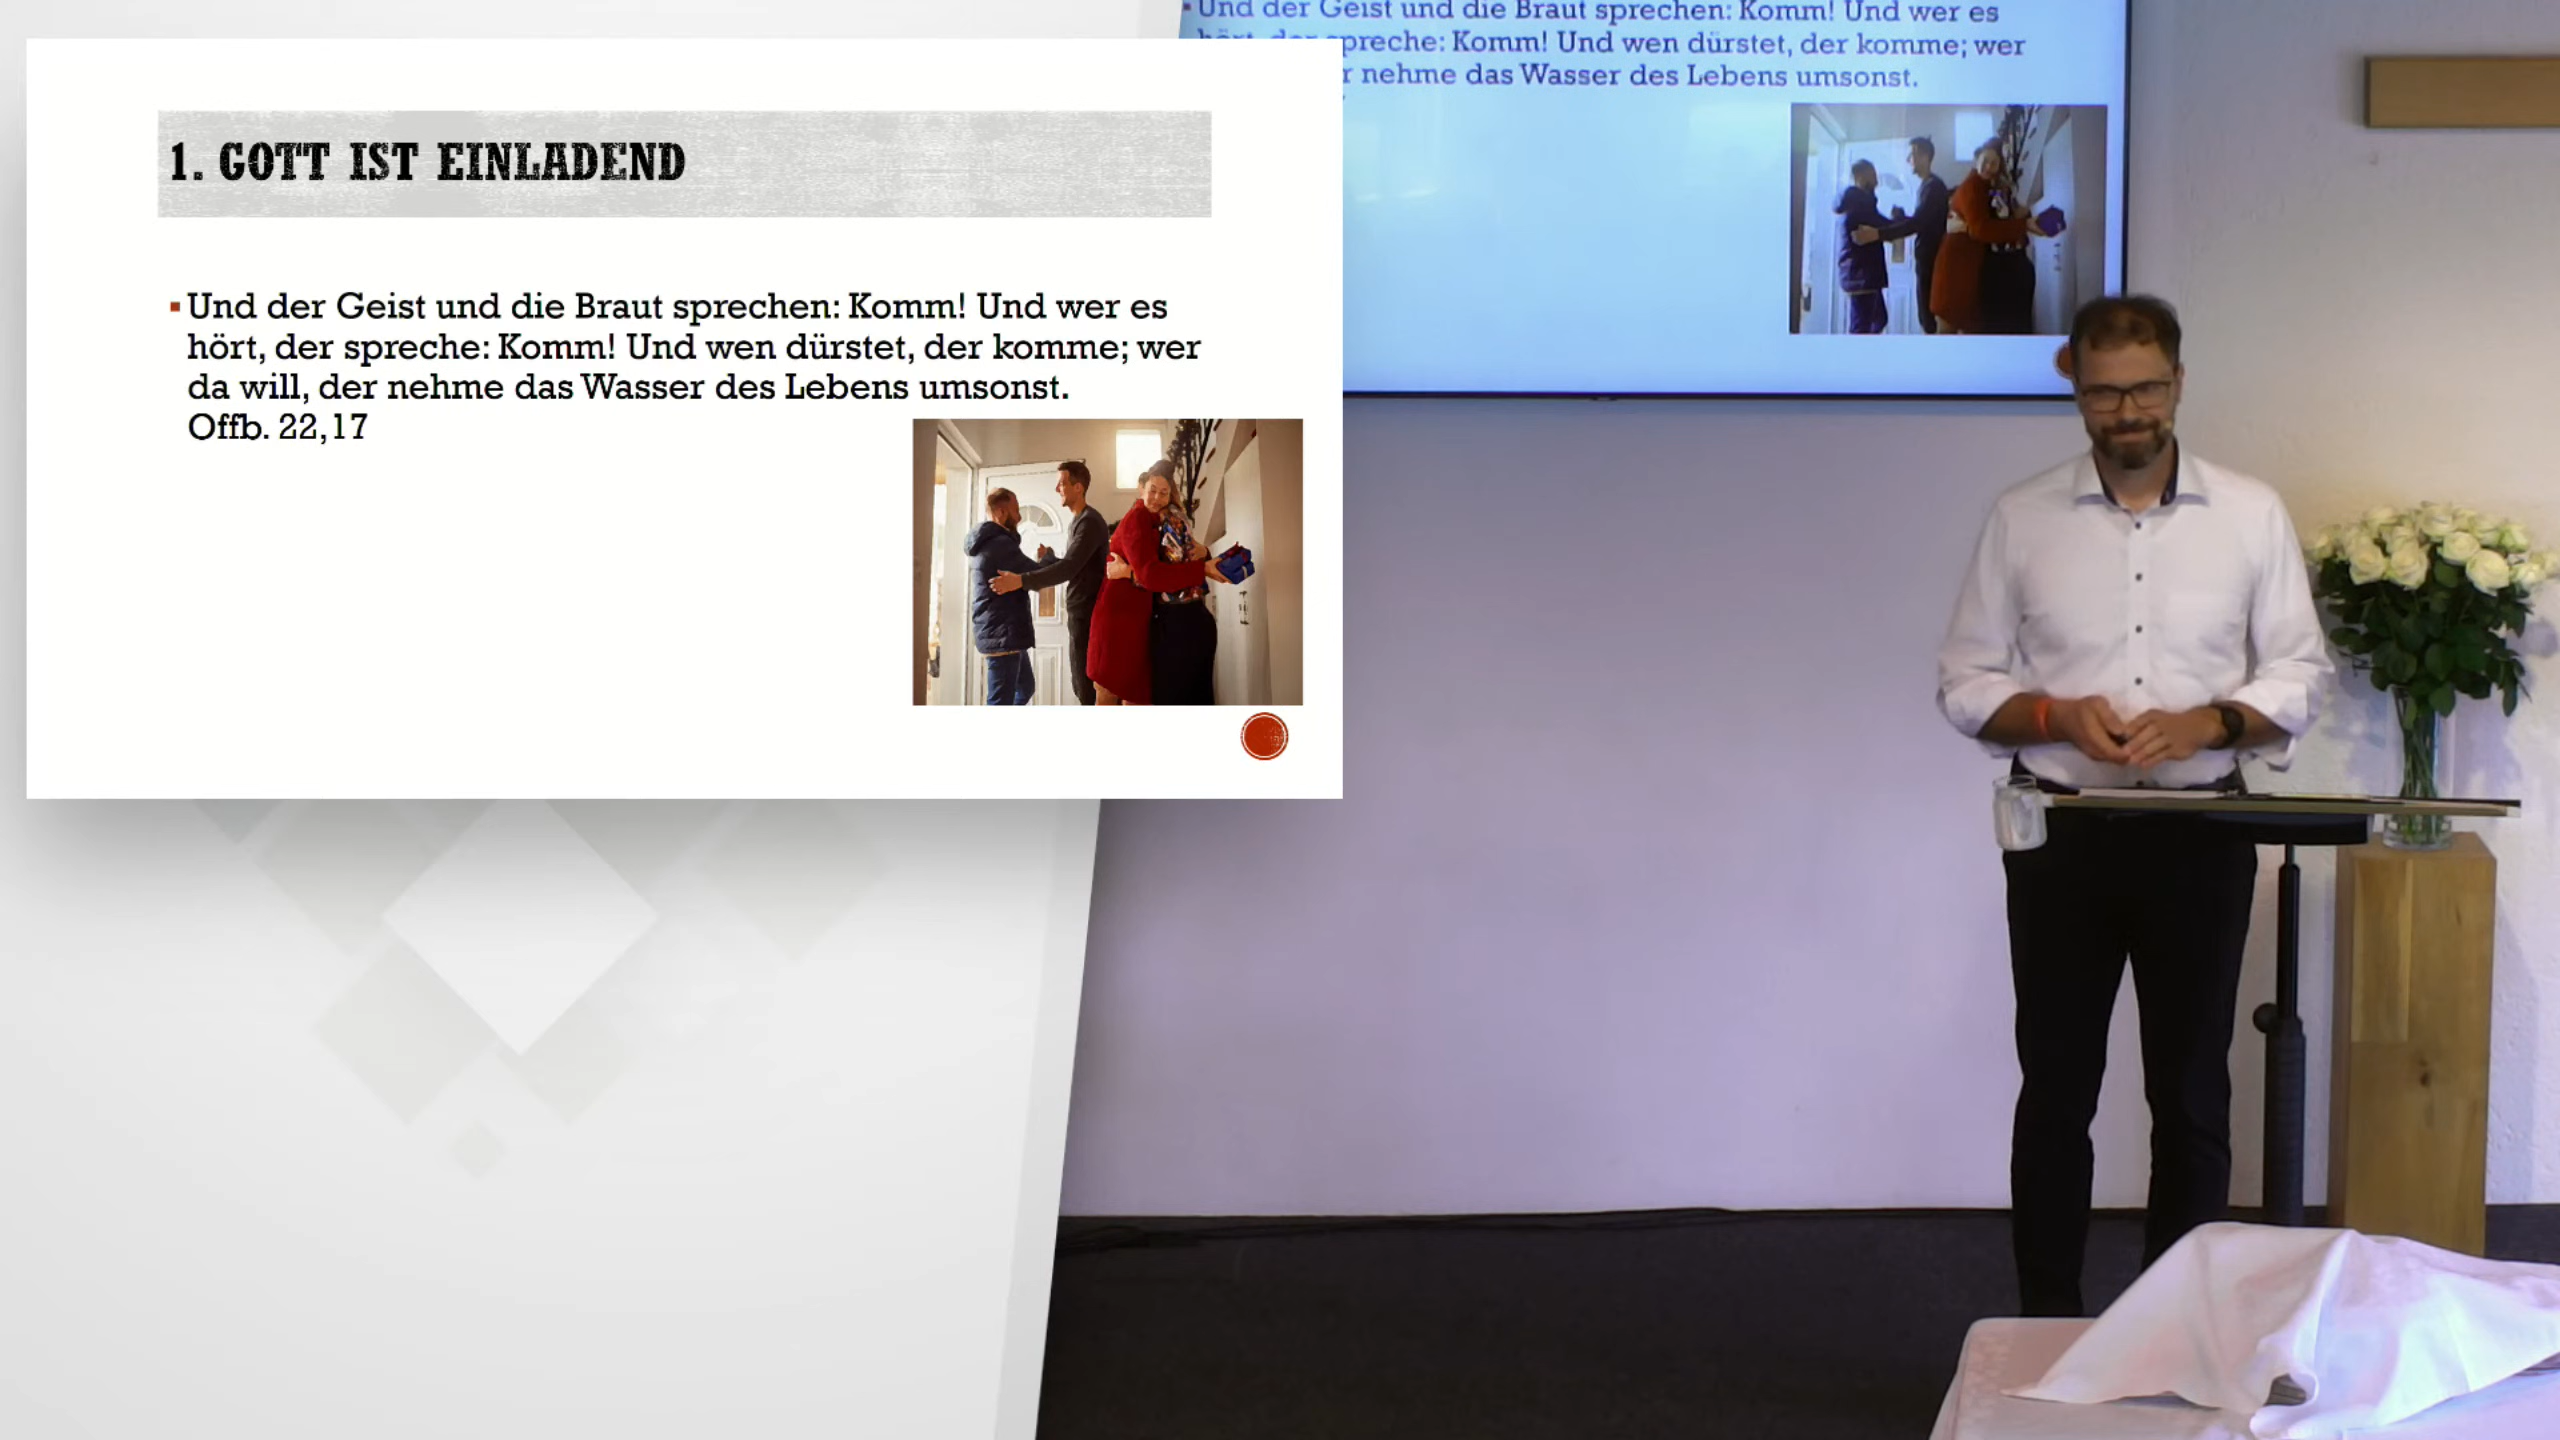 1. GOTT IST EINLADEND
Und der Geist und die Braut sprechen: Komm! Und wer es
hört, der spreche: Komm! Und wen dürstet, der komme; wer
da will, der nehme das Wasser des Lebens umsonst.
Offb. 22,17
Und der Geist und die Braut sprechen: Komm! Und wer es
hört, der spreche: Komm! Und wen dürstet, der komme; wer
nehme das Wasser des Lebens umsonst.